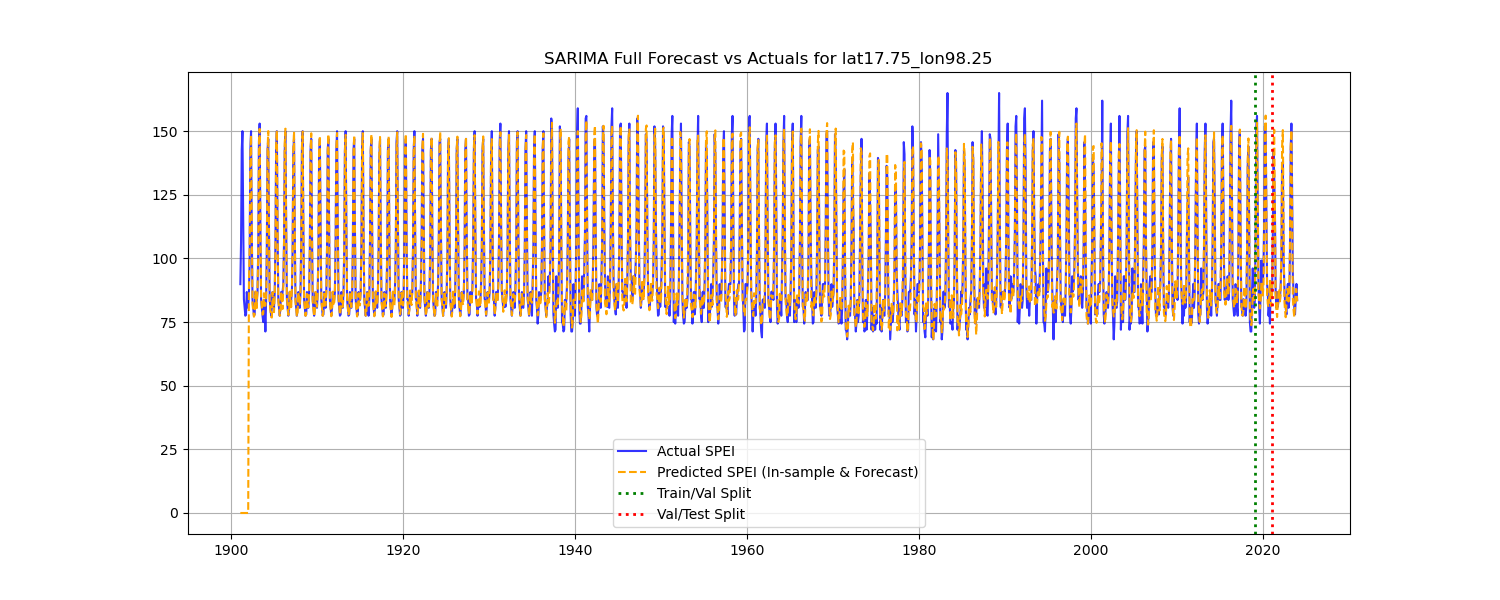 SARIMA Full Forecast vs Actuals for lat17.75_lon98.25
150
125
100
75
50
25
0
Actual SPEI
Predicted SPEI (In-sample & Forecast)
Train/Val Split
Val/Test Split
1900 1920 1940 1960 1980 2000 2020